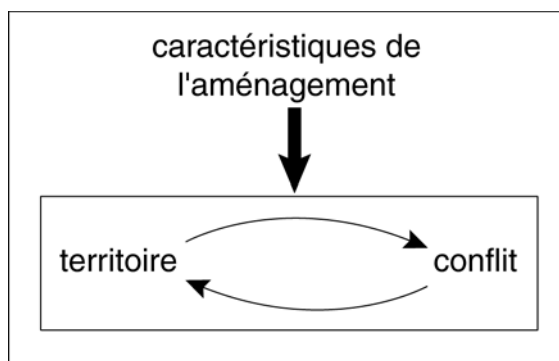 caractéristiques de
l'aménagement
territoire
conflit